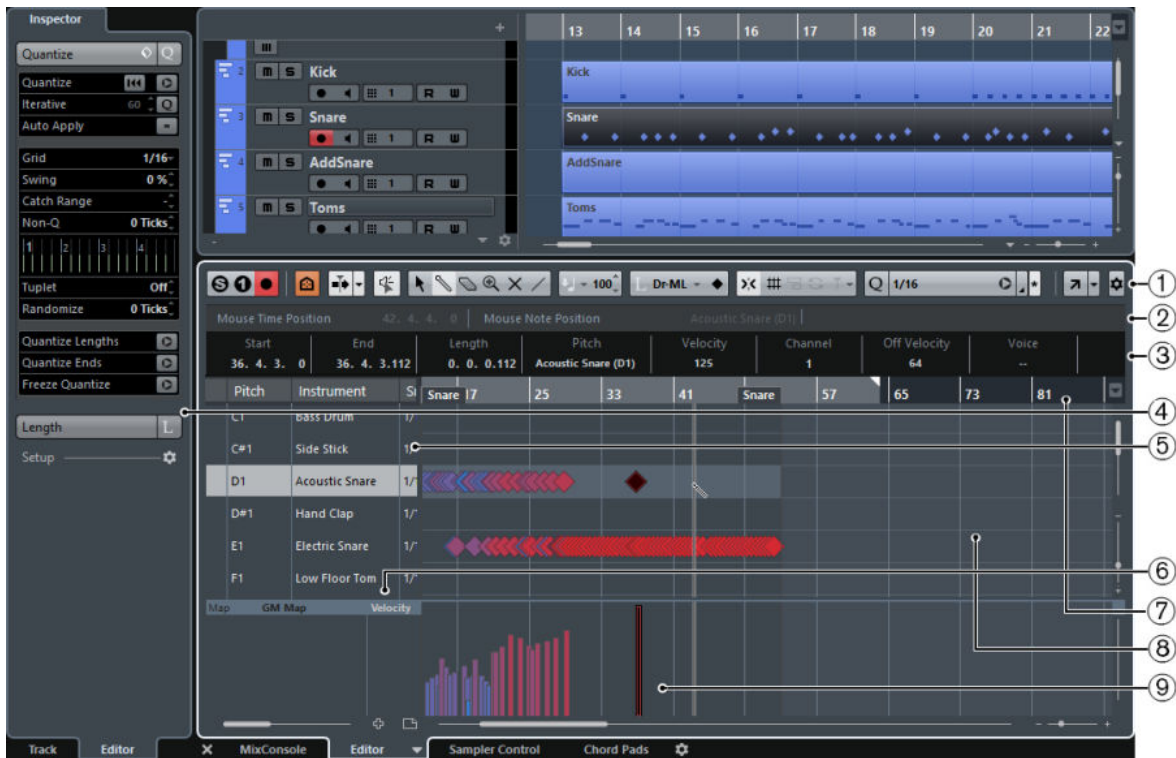 Inspector
Quantize Q
Quantize
Iterative 60 Q
Auto Apply
Grid 1/16
Swing 0 %
Catch Range -
Non-Q 0 Ticks
1 2 3 4
Tuplet Off
Randomize 0 Ticks
Quantize Lengths
Quantize Ends
Freeze Quantize
Length L
Setup
+
13 14 15 16 17 18 19 20 21 22
m
2 m S Kick
1 R W
Kick
3 m S Snare
1 R W
Snare
4 m S AddSnare
1 R W
AddSnare
5 m S Toms
1 R W
Toms
S 1 100 L Dr-ML Q 1/16
Mouse Time Position 42. 4. 4. 0 Mouse Note Position Acoustic Snare (D1)
Start End Length Pitch Velocity Channel Off Velocity Voice
36. 4. 3. 0 36. 4. 3.112 0. 0. 0.112 Acoustic Snare (D1) 125 1 64 --
Pitch Instrument Snare 17 25 33 41 Snare 57 65 73 81
C1 Bass Drum
C#1 Side Stick
D1 Acoustic Snare
D#1 Hand Clap
E1 Electric Snare
F1 Low Floor Tom
Map GM Map Velocity
1
2
3
4
5
6
7
8
9
Track Editor
MixConsole Editor Sampler Control Chord Pads